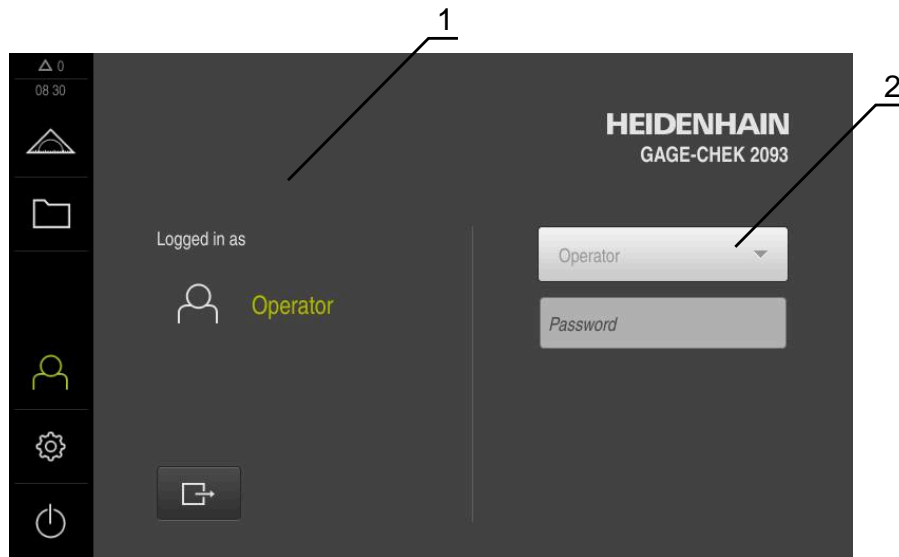 1
2
△ 0
08 30
HEIDENHAIN
GAGE-CHEK 2093
Logged in as
Operator
Operator
Password